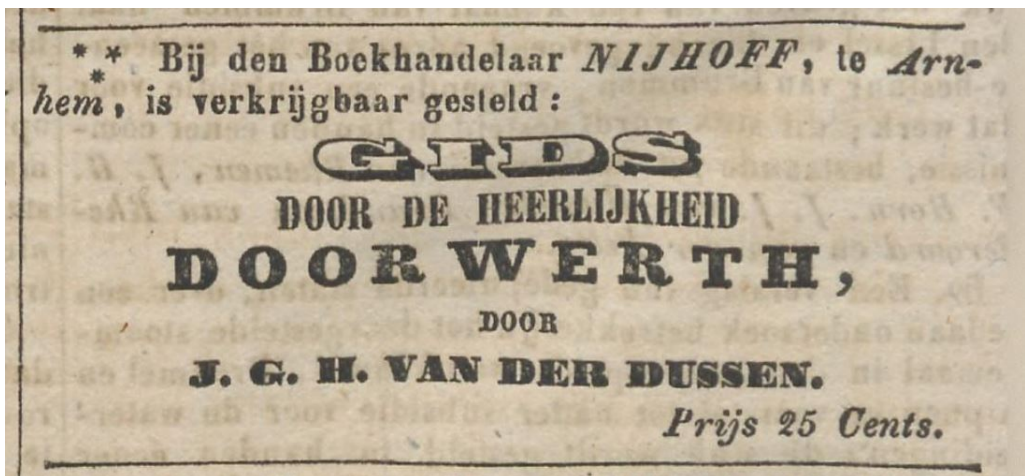 *** Bij den Boekhandelaar NIJHOFF, te Arn-
hem, is verkrijgbaar gesteld:
GIDS
DOOR DE HEERLIJKHEID
DOORWERTH,
DOOR
J. G. H. VAN DER DUSSEN.
Prijs 25 Cents.